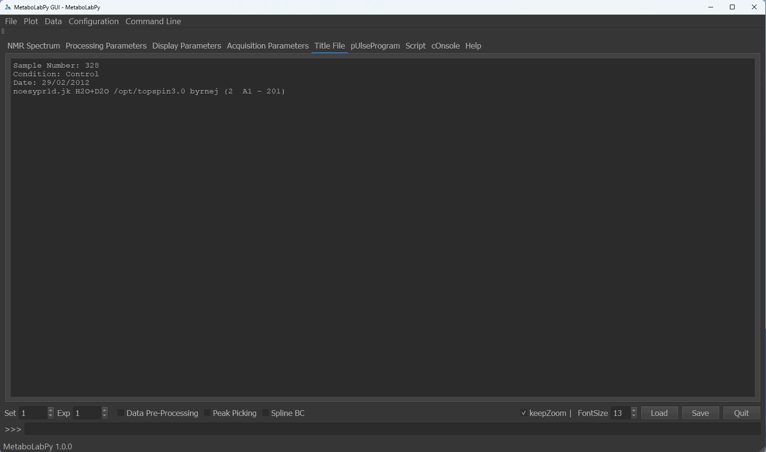 MetaboLabPy GUI - MetaboLabPy
File Plot Data Configuration Command Line
NMR Spectrum Processing Parameters Display Parameters Acquisition Parameters Title File pUlseProgram Script cOnsole Help
Sample Number: 328
Condition: Control
Date: 29/02/2012
noesypr1d.jk H2O+D2O /opt/topspin3.0 byrnej {2 A1 - 201}
Set 1 Exp 1 Data Pre-Processing Peak Picking Spline BC keepZoom | FontSize 13 Load Save Quit
>>>
MetaboLabPy 1.0.0